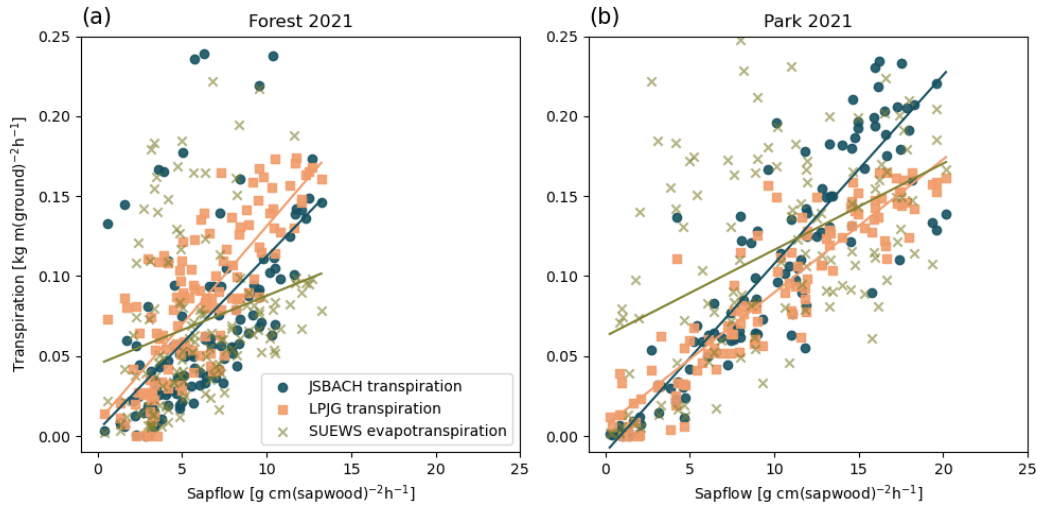 (a)
Forest 2021
0.25
0.20
0.15
0.10
0.05
0.00
Transpiration [kg m(ground)⁻²h⁻¹]
JSBACH transpiration
LPJG transpiration
SUEWS evapotranspiration
0 5 10 15 20 25
Sapflow [g cm(sapwood)⁻²h⁻¹]
(b)
Park 2021
0.25
0.20
0.15
0.10
0.05
0.00
0 5 10 15 20 25
Sapflow [g cm(sapwood)⁻²h⁻¹]